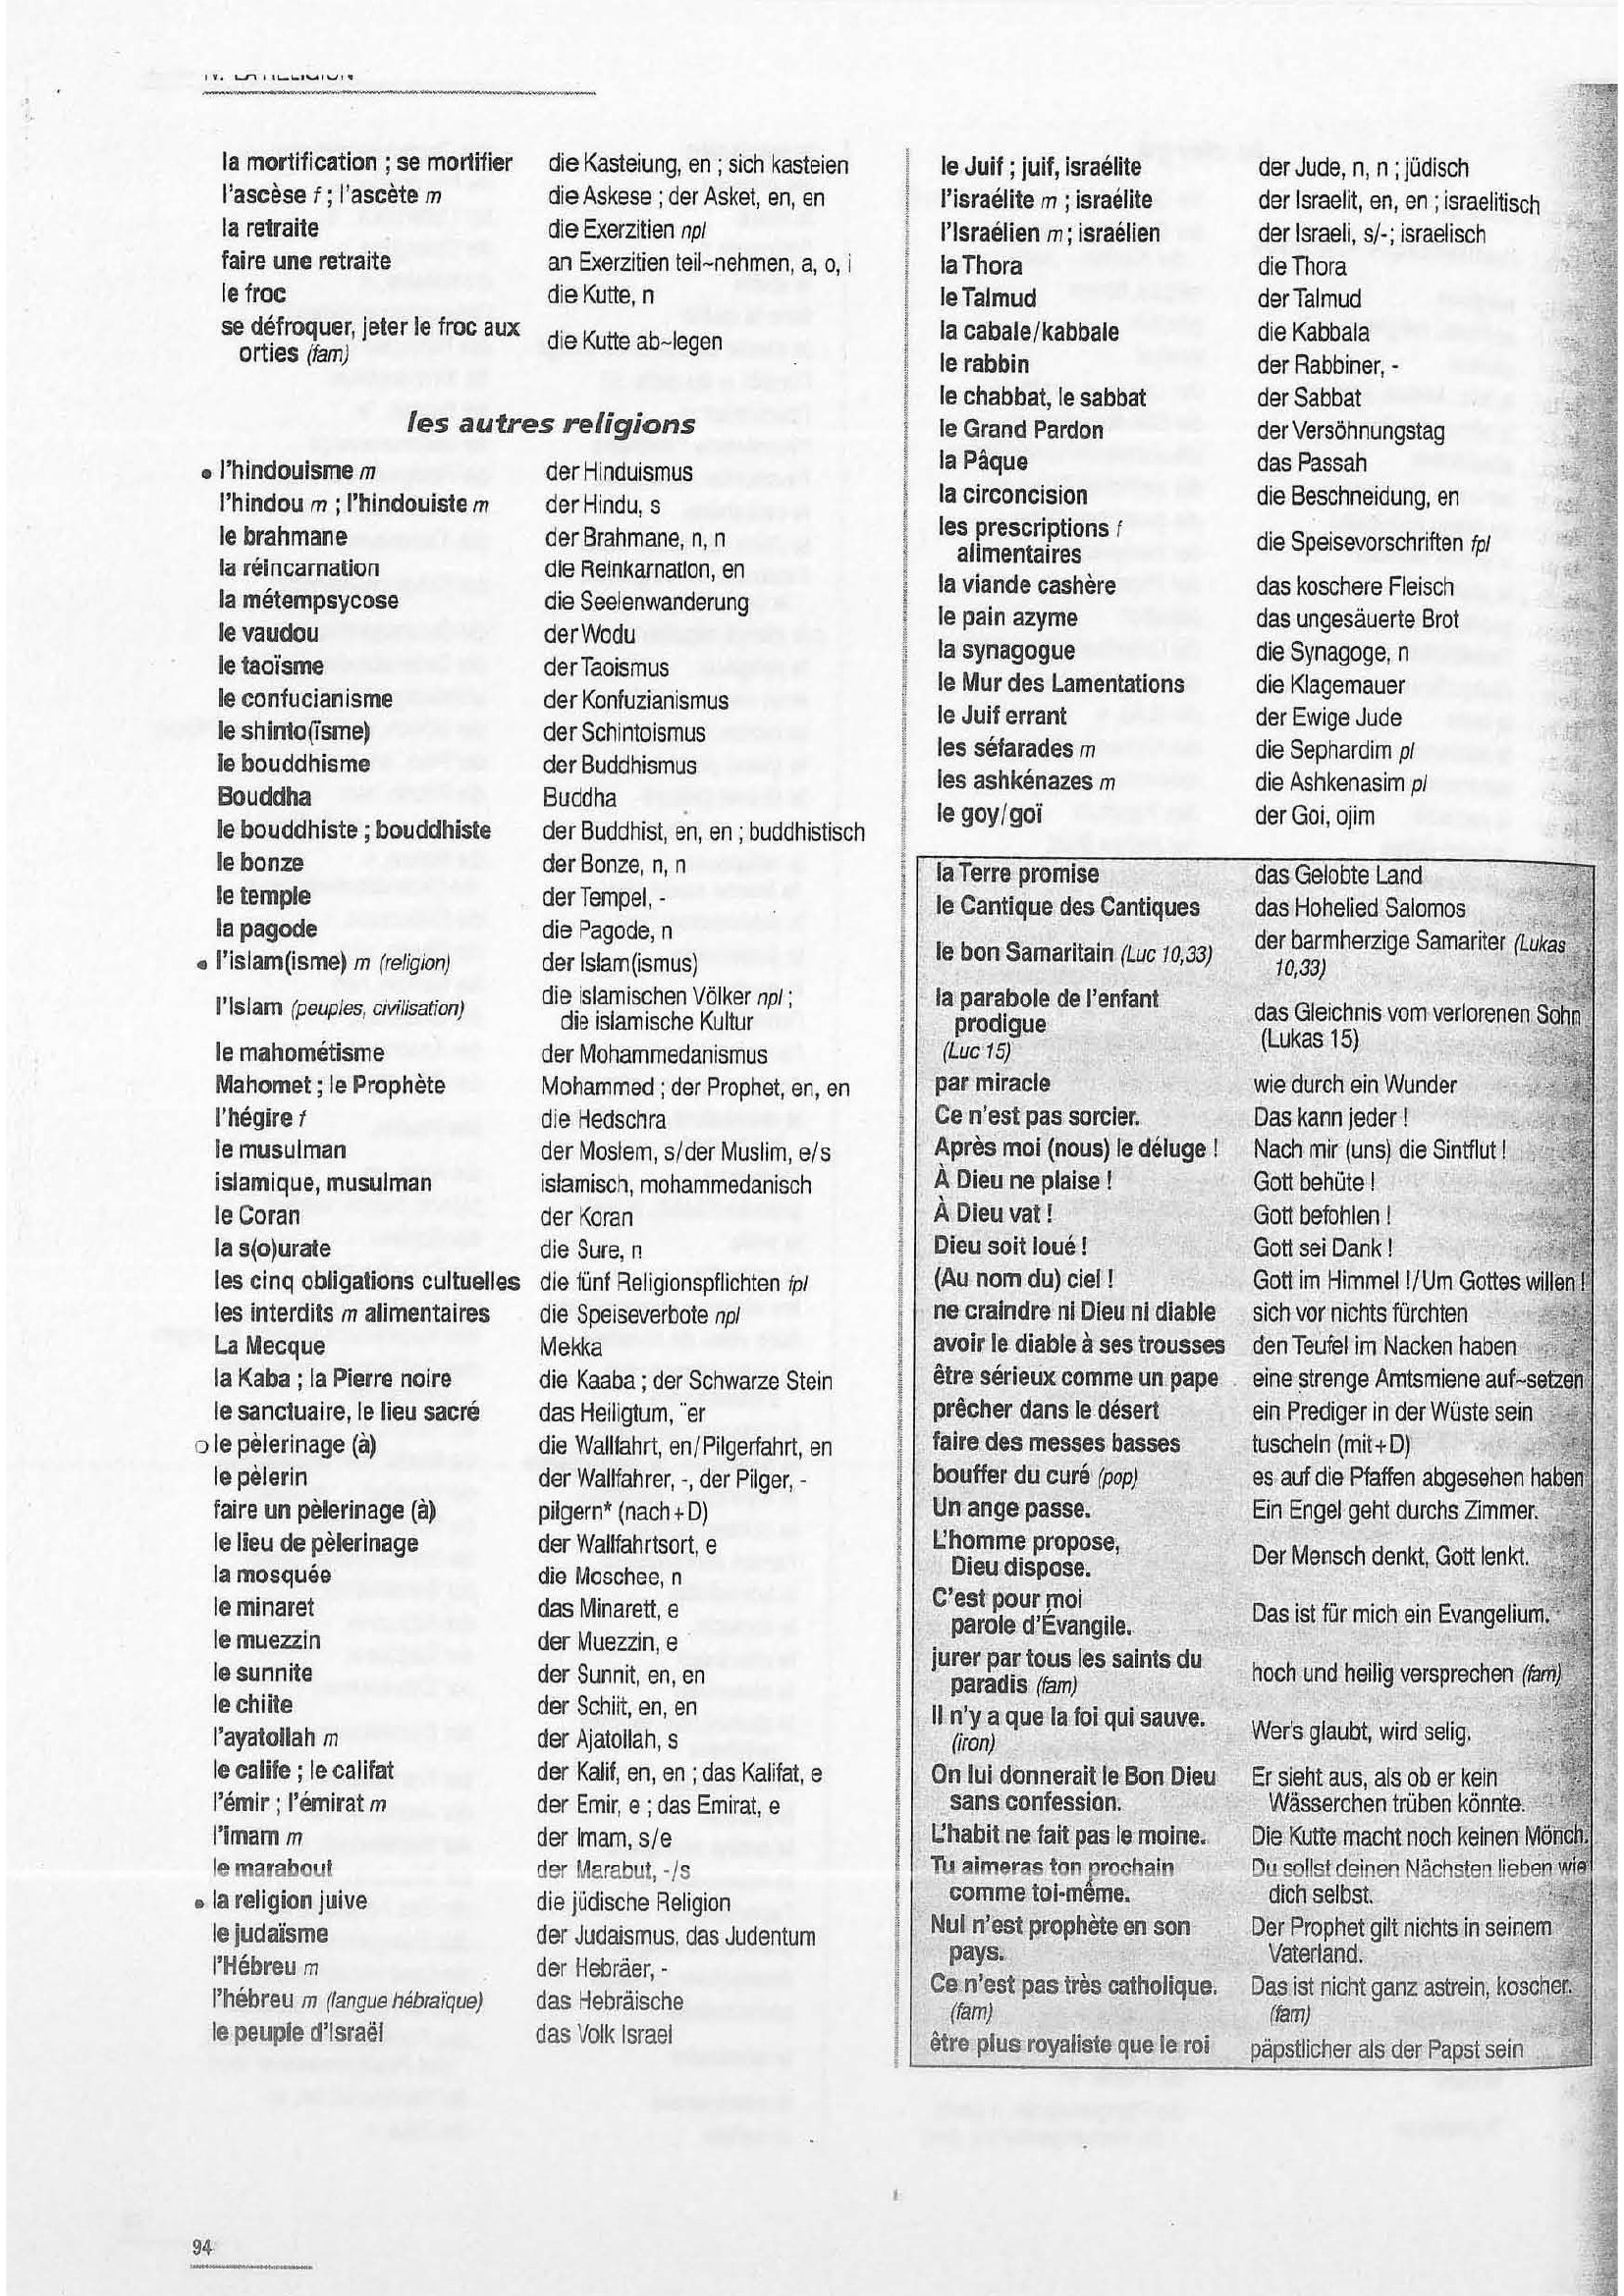 IV. LA RELIGION
la mortification ; se mortifier die Kasteiung, en ; sich kasteien
l'ascèse f ; l'ascète m die Askese ; der Asket, en, en
la retraite die Exerzitien npl
faire une retraite an Exerzitien teil~nehmen, a, o, i
le froc die Kutte, n
se défroquer, jeter le froc aux
orties (fam) die Kutte ab~legen
les autres religions
• l'hindouisme m der Hinduismus
l'hindou m ; l'hindouiste m der Hindu, s
le brahmane der Brahmane, n, n
la réincarnation die Reinkarnation, en
la métempsycose die Seelenwanderung
le vaudou der Wodu
le taoïsme der Taoismus
le confucianisme der Konfuzianismus
le shinto(ïsme) der Schintoismus
le bouddhisme der Buddhismus
Bouddha Buddha
le bouddhiste ; bouddhiste der Buddhist, en, en ; buddhistisch
le bonze der Bonze, n, n
le temple der Tempel, -
la pagode die Pagode, n
• l'islam(isme) m (religion) der Islam(ismus)
l'Islam (peuples, civilisation) die islamischen Völker npl ;
die islamische Kultur
le mahométisme der Mohammedanismus
Mahomet ; le Prophète Mohammed ; der Prophet, en, en
l'hégire f die Hedschra
le musulman der Moslem, s/der Muslim, e/s
islamique, musulman islamisch, mohammedanisch
le Coran der Koran
la s(o)urate die Sure, n
les cinq obligations cultuelles die fünf Religionspflichten fpl
les interdits m alimentaires die Speiseverbote npl
La Mecque Mekka
la Kaba ; la Pierre noire die Kaaba ; der Schwarze Stein
le sanctuaire, le lieu sacré das Heiligtum, ¨er
○ le pèlerinage (à) die Wallfahrt, en/Pilgerfahrt, en
le pèlerin der Wallfahrer, -, der Pilger, -
faire un pèlerinage (à) pilgern* (nach+D)
le lieu de pèlerinage der Wallfahrtsort, e
la mosquée die Moschee, n
le minaret das Minarett, e
le muezzin der Muezzin, e
le sunnite der Sunnit, en, en
le chiite der Schiit, en, en
l'ayatollah m der Ajatollah, s
le calife ; le califat der Kalif, en, en ; das Kalifat, e
l'émir ; l'émirat m der Emir, e ; das Emirat, e
l'imam m der Imam, s/e
le marabout der Marabut, -/s
• la religion juive die jüdische Religion
le judaïsme der Judaismus, das Judentum
l'Hébreu m der Hebräer, -
l'hébreu m (langue hébraïque) das Hebräische
le peuple d'Israël das Volk Israel
le Juif ; juif, israélite der Jude, n, n ; jüdisch
l'israélite m ; israélite der Israelit, en, en ; israelitisch
l'Israélien m ; israélien der Israeli, s/-; israelisch
la Thora die Thora
le Talmud der Talmud
la cabale/kabbale die Kabbala
le rabbin der Rabbiner, -
le chabbat, le sabbat der Sabbat
le Grand Pardon der Versöhnungstag
la Pâque das Passah
la circoncision die Beschneidung, en
les prescriptions f
alimentaires die Speisevorschriften fpl
la viande cashère das koschere Fleisch
le pain azyme das ungesäuerte Brot
la synagogue die Synagoge, n
le Mur des Lamentations die Klagemauer
le Juif errant der Ewige Jude
les séfarades m die Sephardim pl
les ashkénazes m die Ashkenasim pl
le goy/goï der Goi, ojim
la Terre promise das Gelobte Land
le Cantique des Cantiques das Hohelied Salomos
le bon Samaritain (Luc 10,33) der barmherzige Samariter (Lukas
10,33)
la parabole de l'enfant
prodigue das Gleichnis vom verlorenen Sohn
(Luc 15) (Lukas 15)
par miracle wie durch ein Wunder
Ce n'est pas sorcier. Das kann jeder !
Après moi (nous) le déluge ! Nach mir (uns) die Sintflut !
À Dieu ne plaise ! Gott behüte !
À Dieu vat ! Gott befohlen !
Dieu soit loué ! Gott sei Dank !
(Au nom du) ciel ! Gott im Himmel !/Um Gottes willen !
ne craindre ni Dieu ni diable sich vor nichts fürchten
avoir le diable à ses trousses den Teufel im Nacken haben
être sérieux comme un pape eine strenge Amtsmiene auf~setzen
prêcher dans le désert ein Prediger in der Wüste sein
faire des messes basses tuscheln (mit+D)
bouffer du curé (pop) es auf die Pfaffen abgesehen haben
Un ange passe. Ein Engel geht durchs Zimmer.
L'homme propose,
Dieu dispose. Der Mensch denkt, Gott lenkt.
C'est pour moi
parole d'Évangile. Das ist für mich ein Evangelium.
jurer par tous les saints du
paradis (fam) hoch und heilig versprechen (fam)
Il n'y a que la foi qui sauve.
(iron) Wer's glaubt, wird selig.
On lui donnerait le Bon Dieu Er sieht aus, als ob er kein
sans confession. Wässerchen trüben könnte.
L'habit ne fait pas le moine. Die Kutte macht noch keinen Mönch.
Tu aimeras ton prochain Du sollst deinen Nächsten lieben wie
comme toi-même. dich selbst.
Nul n'est prophète en son Der Prophet gilt nichts in seinem
pays. Vaterland.
Ce n'est pas très catholique. Das ist nicht ganz astrein, koscher.
(fam) (fam)
être plus royaliste que le roi päpstlicher als der Papst sein
94